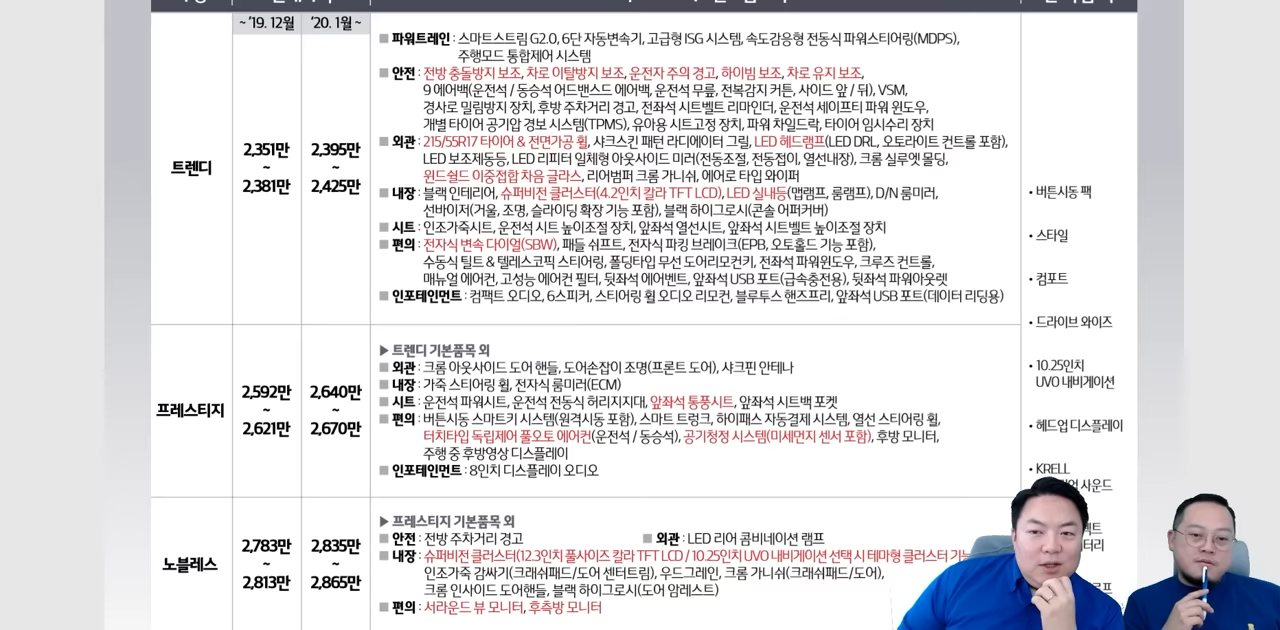 ~ '19. 12월
'20. 1월 ~
트렌디
2,351만
~
2,381만
2,395만
~
2,425만
■ 파워트레인 : 스마트스트림 G2.0, 6단 자동변속기, 고급형 ISG 시스템, 속도감응형 전동식 파워스티어링(MDPS),
주행모드 통합제어 시스템
■ 안전 : 전방 충돌방지 보조, 차로 이탈방지 보조, 운전자 주의 경고, 하이빔 보조, 차로 유지 보조,
9 에어백(운전석 / 동승석 어드밴스드 에어백, 운전석 무릎, 전복감지 커튼, 사이드 앞 / 뒤), VSM,
경사로 밀림방지 장치, 후방 주차거리 경고, 전좌석 시트벨트 리마인더, 운전석 세이프티 파워 윈도우,
개별 타이어 공기압 경보 시스템(TPMS), 유아용 시트고정 장치, 파워 차일드락, 타이어 임시수리 장치
■ 외관 : 215/55R17 타이어 & 전면가공 휠, 샤크스킨 패턴 라디에이터 그릴, LED 헤드램프(LED DRL, 오토라이트 컨트롤 포함),
LED 보조제동등, LED 리피터 일체형 아웃사이드 미러(전동조절, 전동접이, 열선내장), 크롬 실루엣 몰딩,
윈드쉴드 이중접합 차음 글라스, 리어범퍼 크롬 가니쉬, 에어로 타입 와이퍼
■ 내장 : 블랙 인테리어, 슈퍼비전 클러스터(4.2인치 칼라 TFT LCD), LED 실내등(맵램프, 룸램프), D/N 룸미러,
선바이저(거울, 조명, 슬라이딩 확장 기능 포함), 블랙 하이그로시(콘솔 어퍼커버)
■ 시트 : 인조가죽시트, 운전석 시트 높이조절 장치, 앞좌석 열선시트, 앞좌석 시트벨트 높이조절 장치
■ 편의 : 전자식 변속 다이얼(SBW), 패들 쉬프트, 전자식 파킹 브레이크(EPB, 오토홀드 기능 포함),
수동식 틸트 & 텔레스코픽 스티어링, 폴딩타입 무선 도어리모컨키, 전좌석 파워윈도우, 크루즈 컨트롤,
매뉴얼 에어컨, 고성능 에어컨 필터, 뒷좌석 에어벤트, 앞좌석 USB 포트(급속충전용), 뒷좌석 파워아웃렛
■ 인포테인먼트 : 컴팩트 오디오, 6스피커, 스티어링 휠 오디오 리모컨, 블루투스 핸즈프리, 앞좌석 USB 포트(데이터 리딩용)
프레스티지
2,592만
~
2,621만
2,640만
~
2,670만
▶ 트렌디 기본품목 외
■ 외관 : 크롬 아웃사이드 도어 핸들, 도어손잡이 조명(프론트 도어), 샤크핀 안테나
■ 내장 : 가죽 스티어링 휠, 전자식 룸미러(ECM)
■ 시트 : 운전석 파워시트, 운전석 전동식 허리지지대, 앞좌석 통풍시트, 앞좌석 시트백 포켓
■ 편의 : 버튼시동 스마트키 시스템(원격시동 포함), 스마트 트렁크, 하이패스 자동결제 시스템, 열선 스티어링 휠,
터치타입 독립제어 풀오토 에어컨(운전석 / 동승석), 공기청정 시스템(미세먼지 센서 포함), 후방 모니터,
주행 중 후방영상 디스플레이
■ 인포테인먼트 : 8인치 디스플레이 오디오
노블레스
2,783만
~
2,813만
2,835만
~
2,865만
▶ 프레스티지 기본품목 외
■ 안전 : 전방 주차거리 경고 ■ 외관 : LED 리어 콤비네이션 램프
■ 내장 : 슈퍼비전 클러스터(12.3인치 풀사이즈 칼라 TFT LCD / 10.25인치 UVO 내비게이션 선택 시 테마형 클러스터
인조가죽 감싸기(크래쉬패드/도어 센터트림), 우드그레인, 크롬 가니쉬(크래쉬패드/도어),
크롬 인사이드 도어핸들, 블랙 하이그로시(도어 암레스트)
■ 편의 : 서라운드 뷰 모니터, 후측방 모니터
• 버튼시동 팩
• 스타일
• 컴포트
• 드라이브 와이즈
• 10.25인치
UVO 내비게이션
• 헤드업 디스플레이
• KRELL
사운드